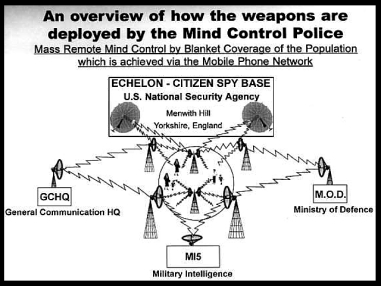 An overview of how the weapons are
deployed by the Mind Control Police
Mass Remote Mind Control by Blanket Coverage of the Population
which is achieved via the Mobile Phone Network
ECHELON - CITIZEN SPY BASE
U.S. National Security Agency
Menwith Hill
Yorkshire, England
GCHQ
General Communication HQ
M.O.D.
Ministry of Defence
MI5
Military Intelligence